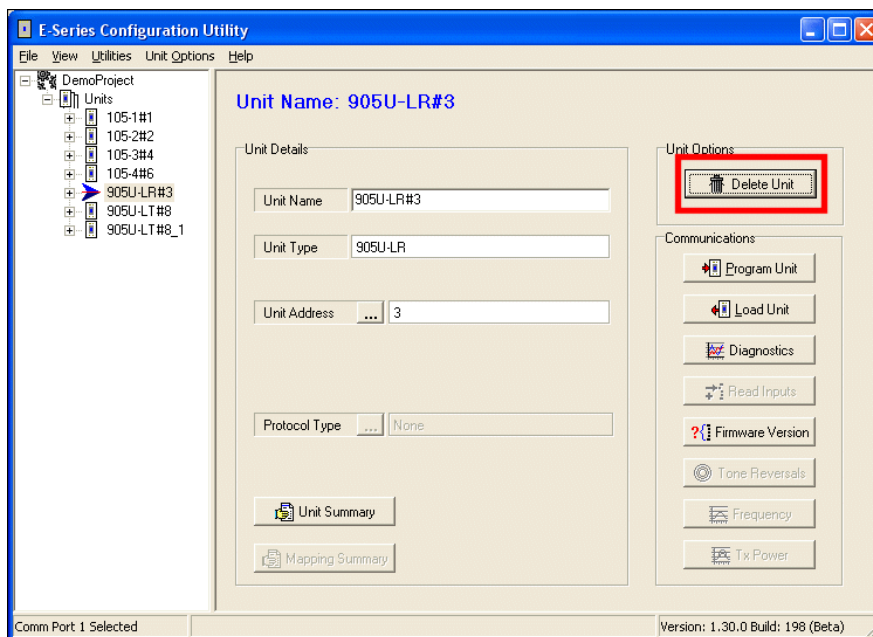 E-Series Configuration Utility
File View Utilities Unit Options Help
DemoProject
Units
105-1#1
105-2#2
105-3#4
105-4#6
905U-LR#3
905U-LT#8
905U-LT#8_1
Unit Name: 905U-LR#3
Unit Details
Unit Name 905U-LR#3
Unit Type 905U-LR
Unit Address ... 3
Protocol Type ... None
Unit Summary
Mapping Summary
Unit Options
Delete Unit
Communications
Program Unit
Load Unit
Diagnostics
Read Inputs
Firmware Version
Tone Reversals
Frequency
Tx Power
Comm Port 1 Selected
Version: 1.30.0 Build: 198 (Beta)